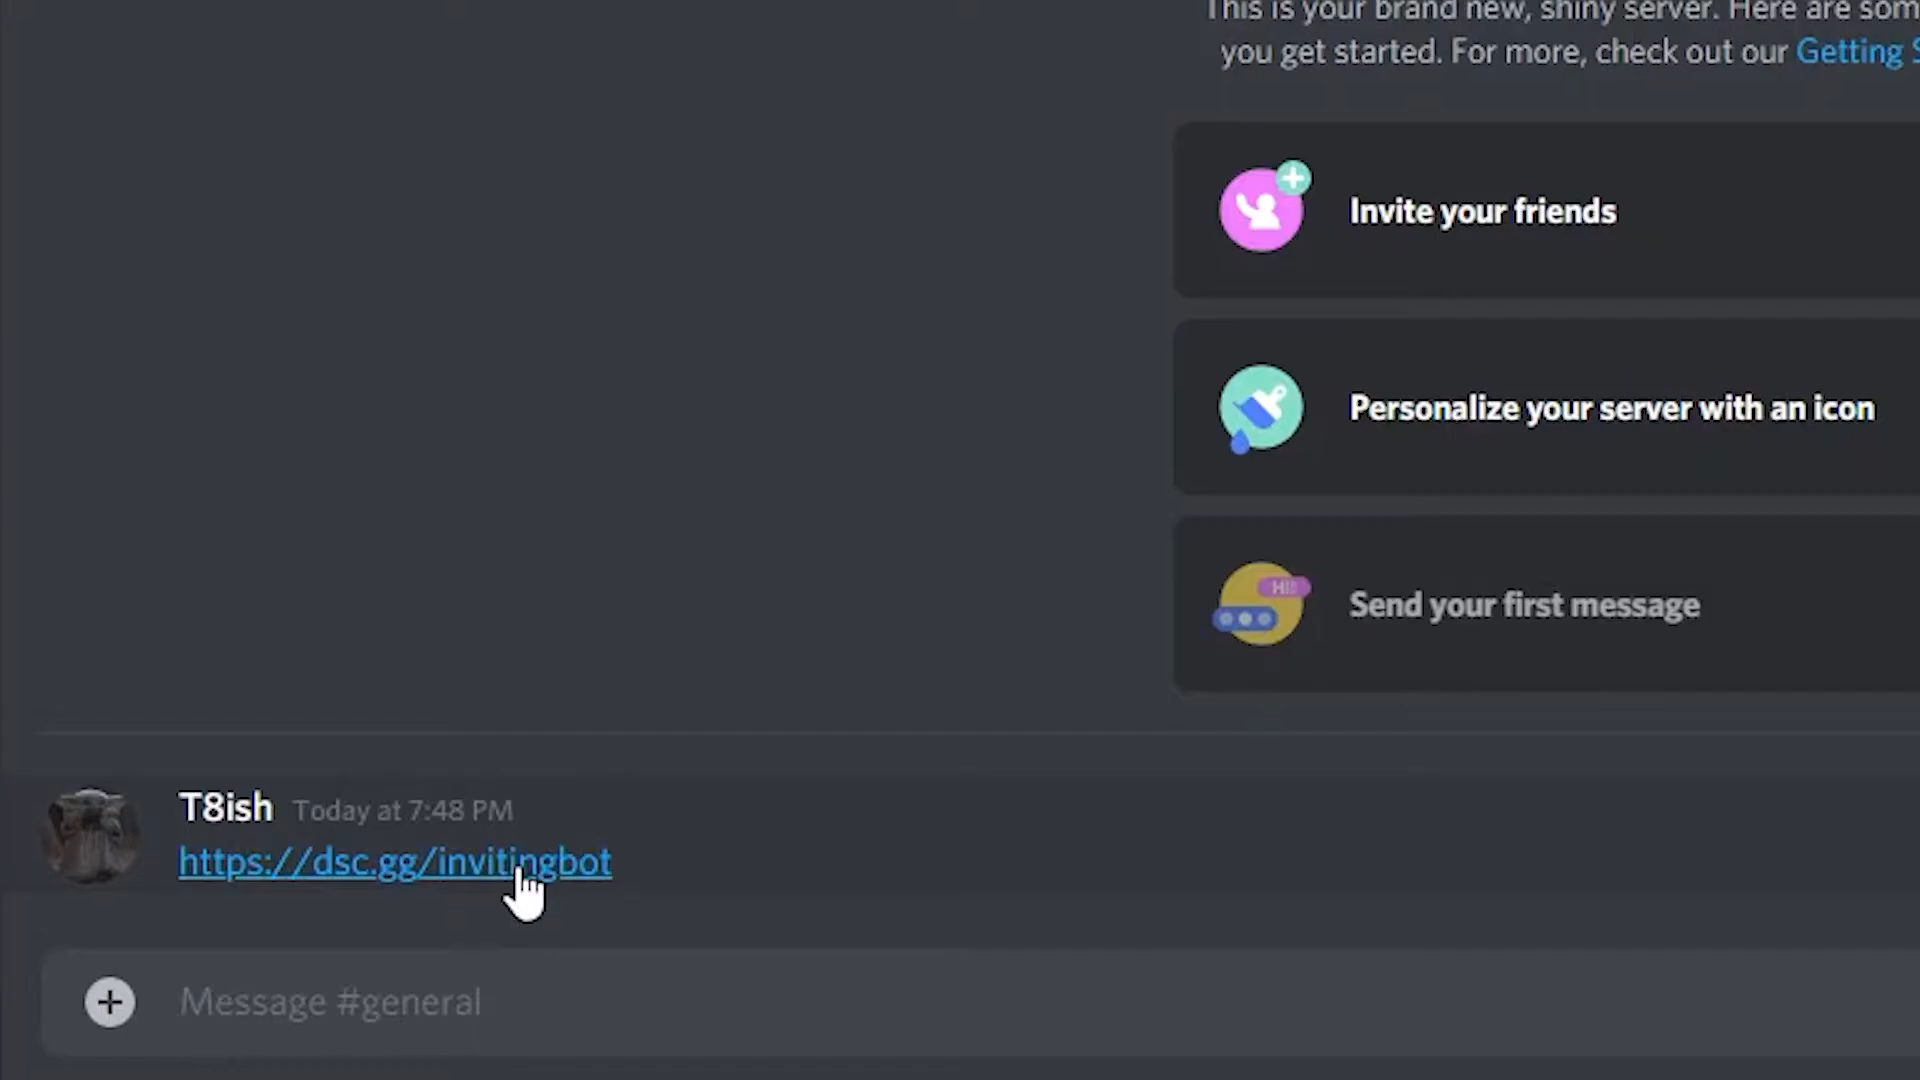 This is your brand new, shiny server. Here are som
you get started. For more, check out our Getting S
Invite your friends
Personalize your server with an icon
HI!
Send your first message
T8ish Today at 7:48 PM
https://dsc.gg/invitingbot
Message #general